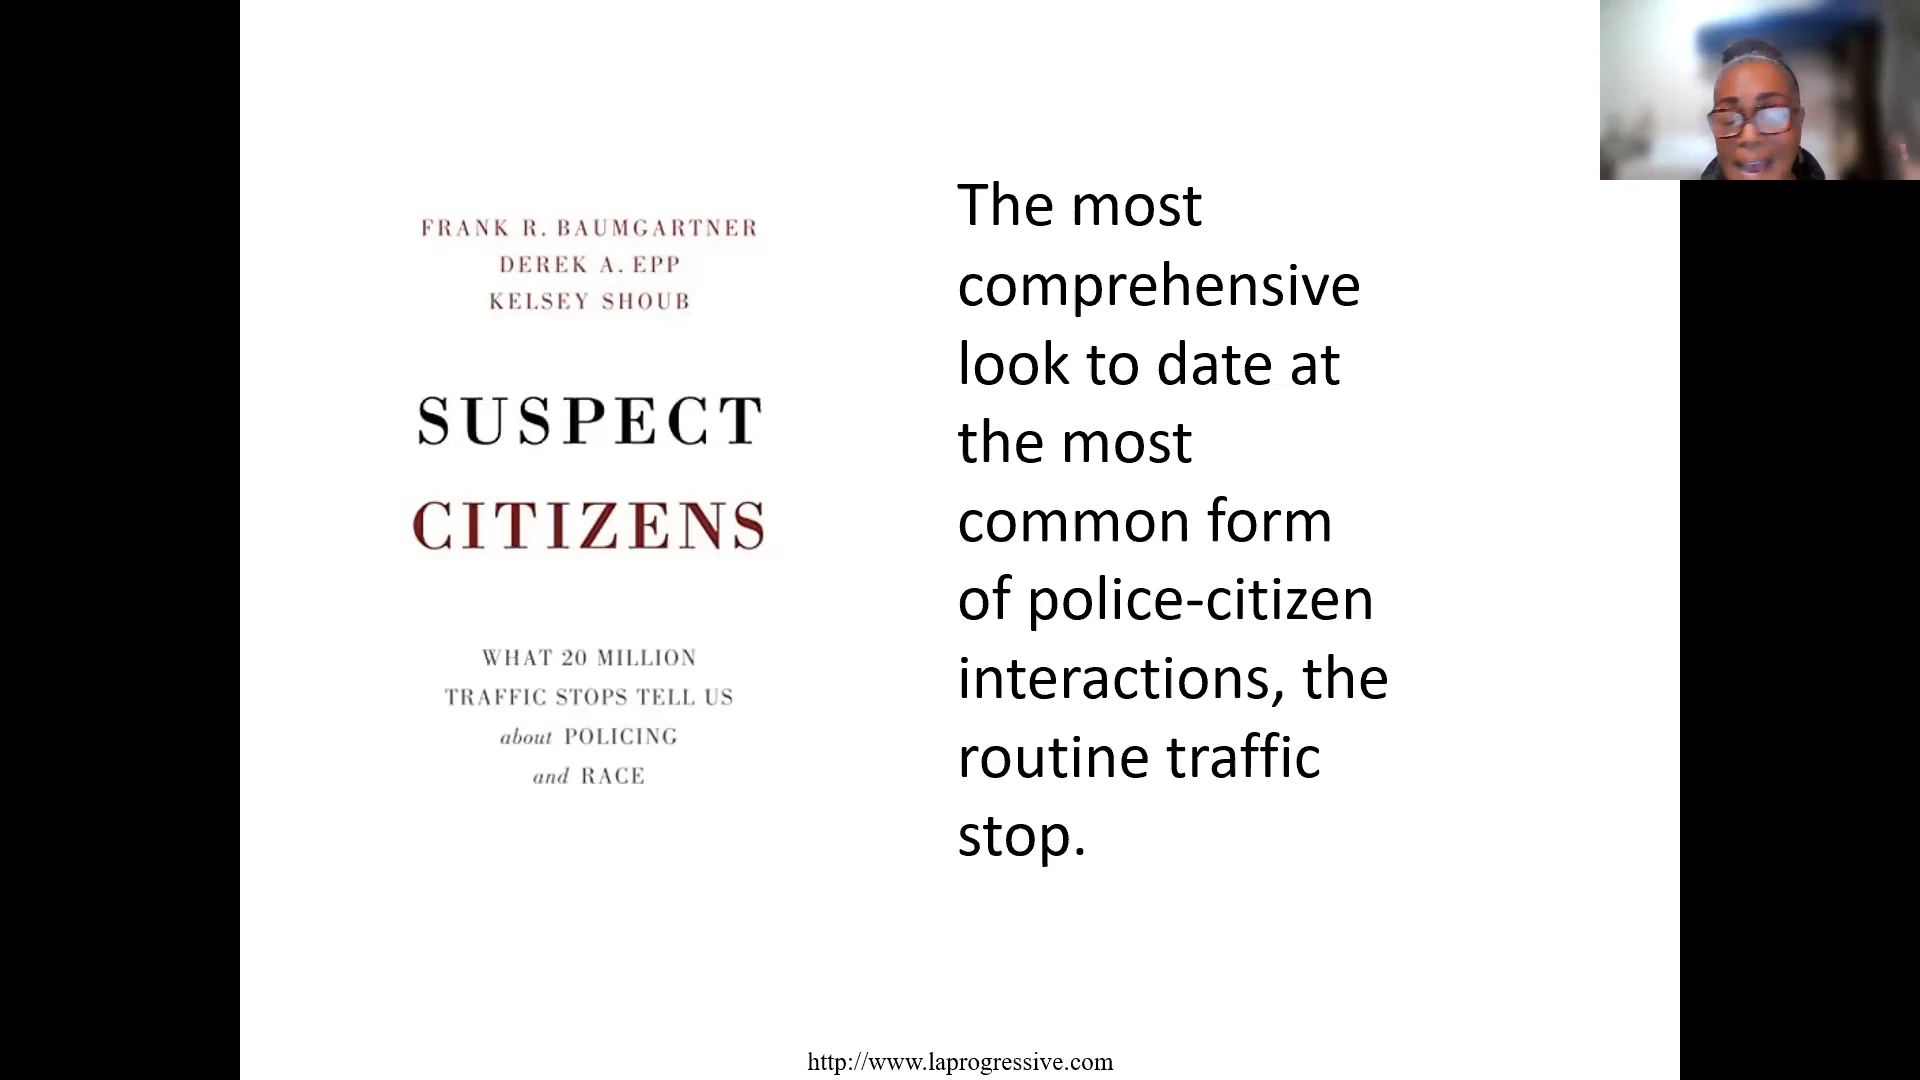 FRANK R. BAUMGARTNER
DEREK A. EPP
KELSEY SHOUB
SUSPECT
CITIZENS
WHAT 20 MILLION
TRAFFIC STOPS TELL US
about POLICING
and RACE
The most
comprehensive
look to date at
the most
common form
of police-citizen
interactions, the
routine traffic
stop.
http://www.laprogressive.com